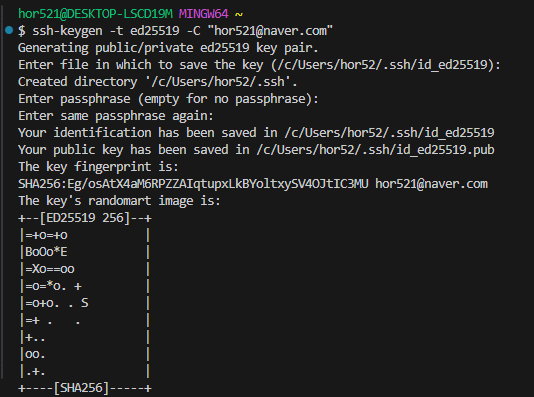 hor521@DESKTOP-LSCD19M MINGW64 ~
$ ssh-keygen -t ed25519 -C "hor521@naver.com"
Generating public/private ed25519 key pair.
Enter file in which to save the key (/c/Users/hor52/.ssh/id_ed25519):
Created directory '/c/Users/hor52/.ssh'.
Enter passphrase (empty for no passphrase):
Enter same passphrase again:
Your identification has been saved in /c/Users/hor52/.ssh/id_ed25519
Your public key has been saved in /c/Users/hor52/.ssh/id_ed25519.pub
The key fingerprint is:
SHA256:Eg/osAtX4aM6RPZZAIqtupxLkBYoltxySV4OJtIC3MU hor521@naver.com
The key's randomart image is:
+--[ED25519 256]--+
|=+o=+o           |
|BoOo*E           |
|=Xo==oo          |
|=o=*o. +         |
|=o+o. . S        |
|=+ .   .         |
|+..              |
|oo.              |
|.+.              |
+----[SHA256]-----+